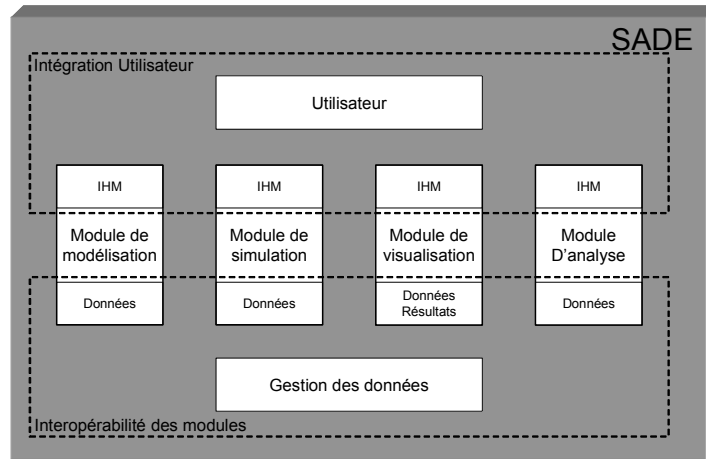 SADE
Intégration Utilisateur
Utilisateur
IHM
IHM
IHM
IHM
Module de
modélisation
Module de
simulation
Module de
visualisation
Module
D'analyse
Données
Données
Données
Résultats
Données
Gestion des données
Interopérabilité des modules